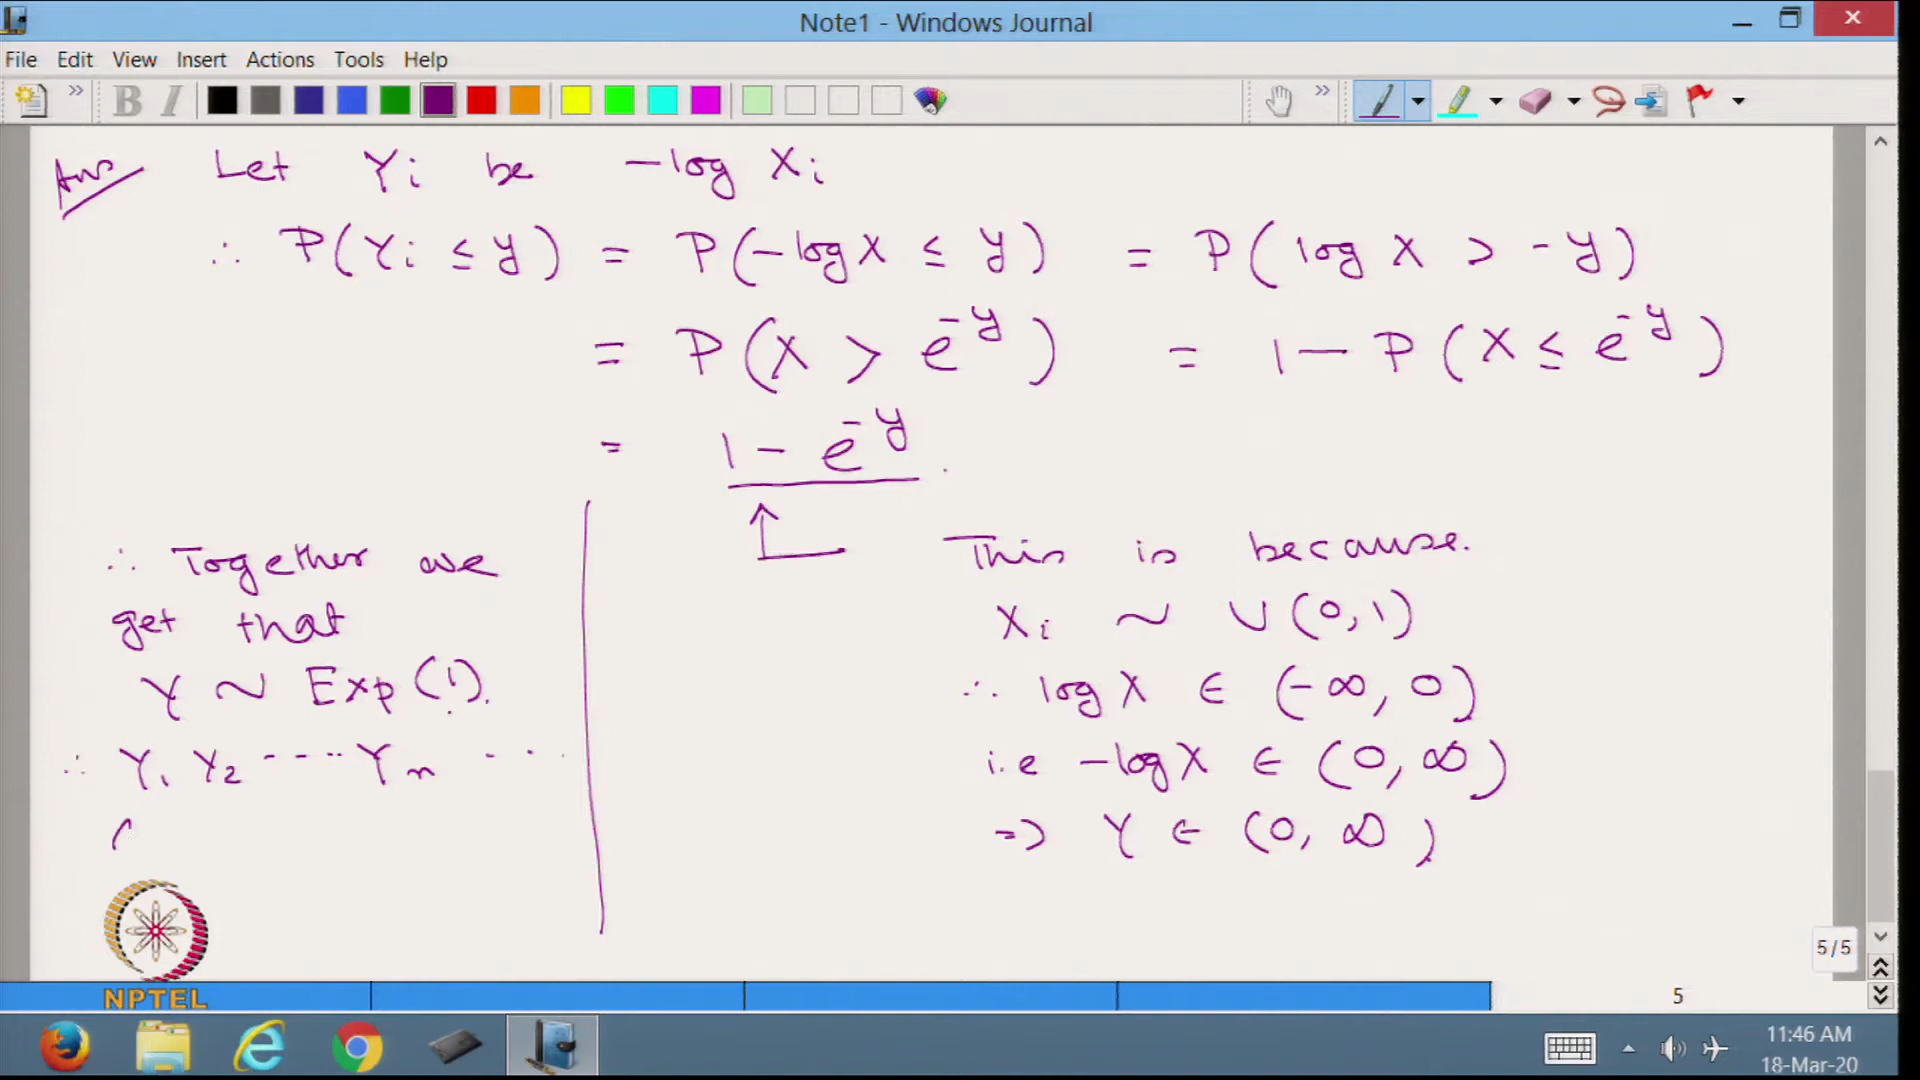 Note1 - Windows Journal
File Edit View Insert Actions Tools Help
Ans Let Yi be -log Xi
∴ P(Yi ≤ y) = P(-log X ≤ y) = P(log X > -y)
= P(X > e^-y) = 1 - P(X ≤ e^-y)
= 1 - e^-y.
∴ Together we
get that
Y ~ Exp(1).
∴ Y1 Y2 ---- Yn ...
This is because.
Xi ~ U(0,1)
∴ log X ∈ (-∞, 0)
i.e -log X ∈ (0, ∞)
=> Y ∈ (0, ∞)
5/5
NPTEL
5
11:46 AM
18-Mar-20